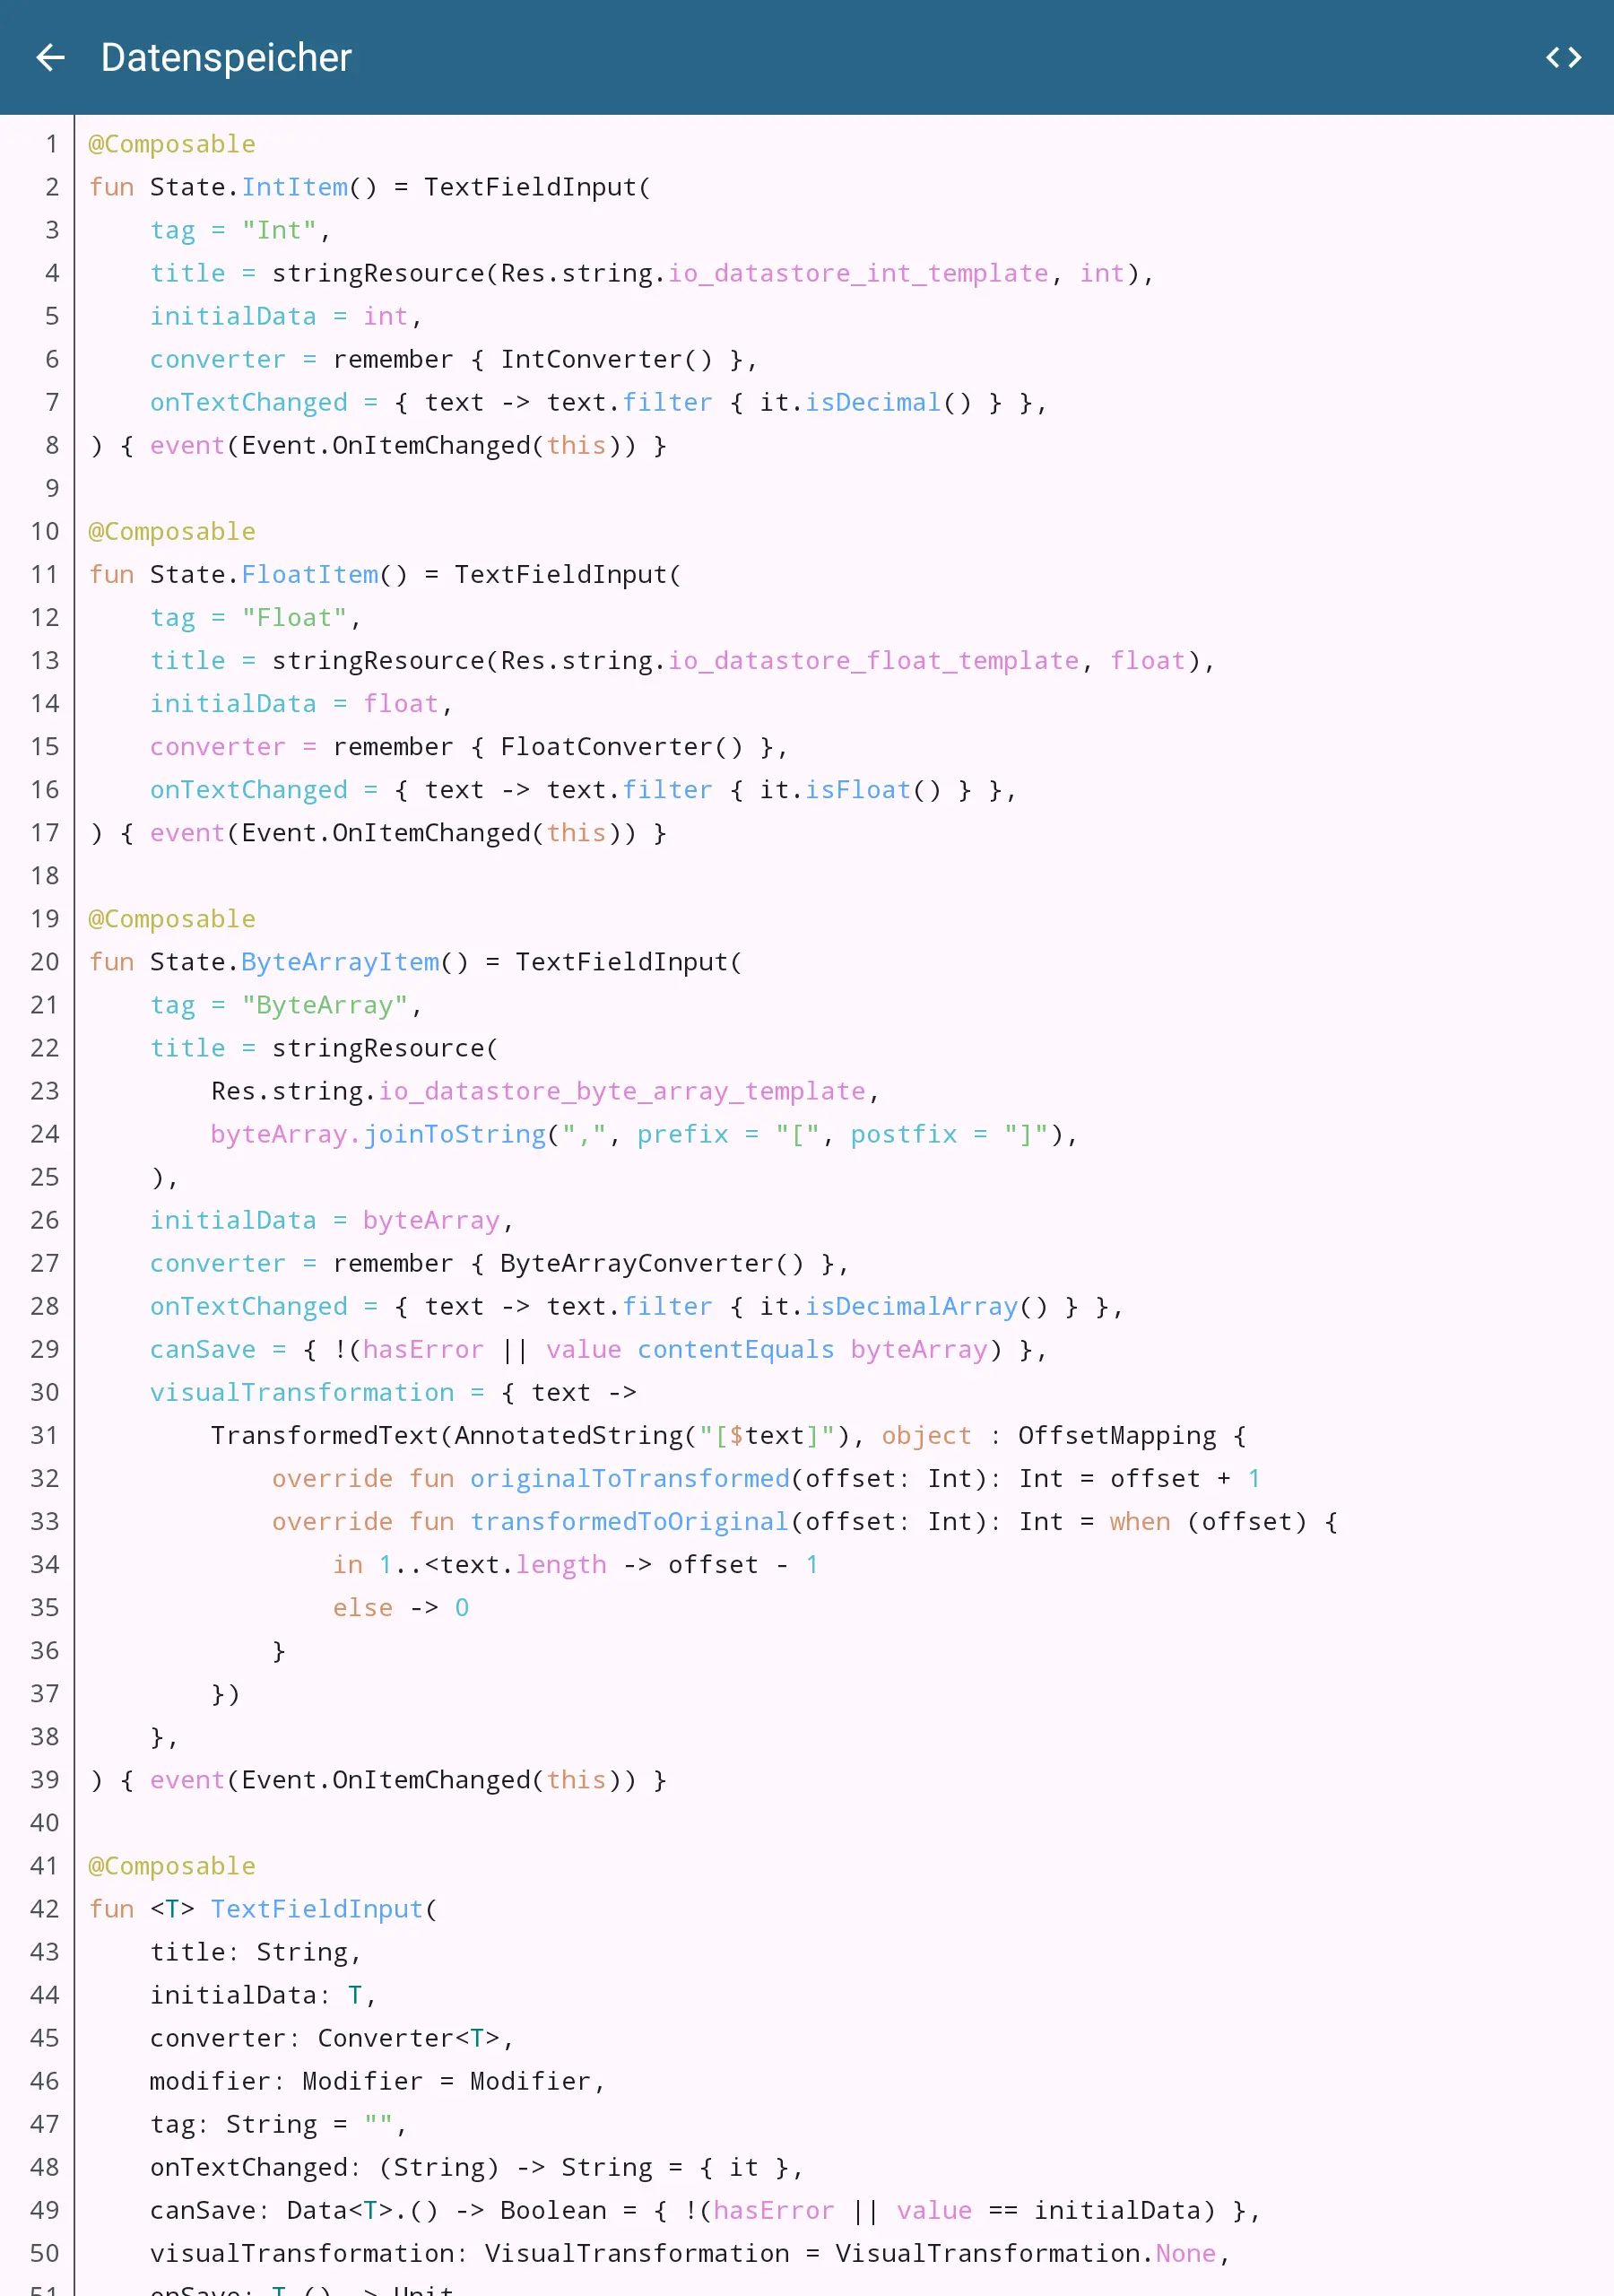 Datenspeicher
1 @Composable
2 fun State.IntItem() = TextFieldInput(
3     tag = "Int",
4     title = stringResource(Res.string.io_datastore_int_template, int),
5     initialData = int,
6     converter = remember { IntConverter() },
7     onTextChanged = { text -> text.filter { it.isDecimal() } },
8 ) { event(Event.OnItemChanged(this)) }
9
10 @Composable
11 fun State.FloatItem() = TextFieldInput(
12     tag = "Float",
13     title = stringResource(Res.string.io_datastore_float_template, float),
14     initialData = float,
15     converter = remember { FloatConverter() },
16     onTextChanged = { text -> text.filter { it.isFloat() } },
17 ) { event(Event.OnItemChanged(this)) }
18
19 @Composable
20 fun State.ByteArrayItem() = TextFieldInput(
21     tag = "ByteArray",
22     title = stringResource(
23         Res.string.io_datastore_byte_array_template,
24         byteArray.joinToString(",", prefix = "[", postfix = "]"),
25     ),
26     initialData = byteArray,
27     converter = remember { ByteArrayConverter() },
28     onTextChanged = { text -> text.filter { it.isDecimalArray() } },
29     canSave = { !(hasError || value contentEquals byteArray) },
30     visualTransformation = { text ->
31         TransformedText(AnnotatedString("[$text]"), object : OffsetMapping {
32             override fun originalToTransformed(offset: Int): Int = offset + 1
33             override fun transformedToOriginal(offset: Int): Int = when (offset) {
34                 in 1..<text.length -> offset - 1
35                 else -> 0
36             }
37         })
38     },
39 ) { event(Event.OnItemChanged(this)) }
40
41 @Composable
42 fun <T> TextFieldInput(
43     title: String,
44     initialData: T,
45     converter: Converter<T>,
46     modifier: Modifier = Modifier,
47     tag: String = "",
48     onTextChanged: (String) -> String = { it },
49     canSave: Data<T>.() -> Boolean = { !(hasError || value == initialData) },
50     visualTransformation: VisualTransformation = VisualTransformation.None,
51     onSave: T.() -> Unit